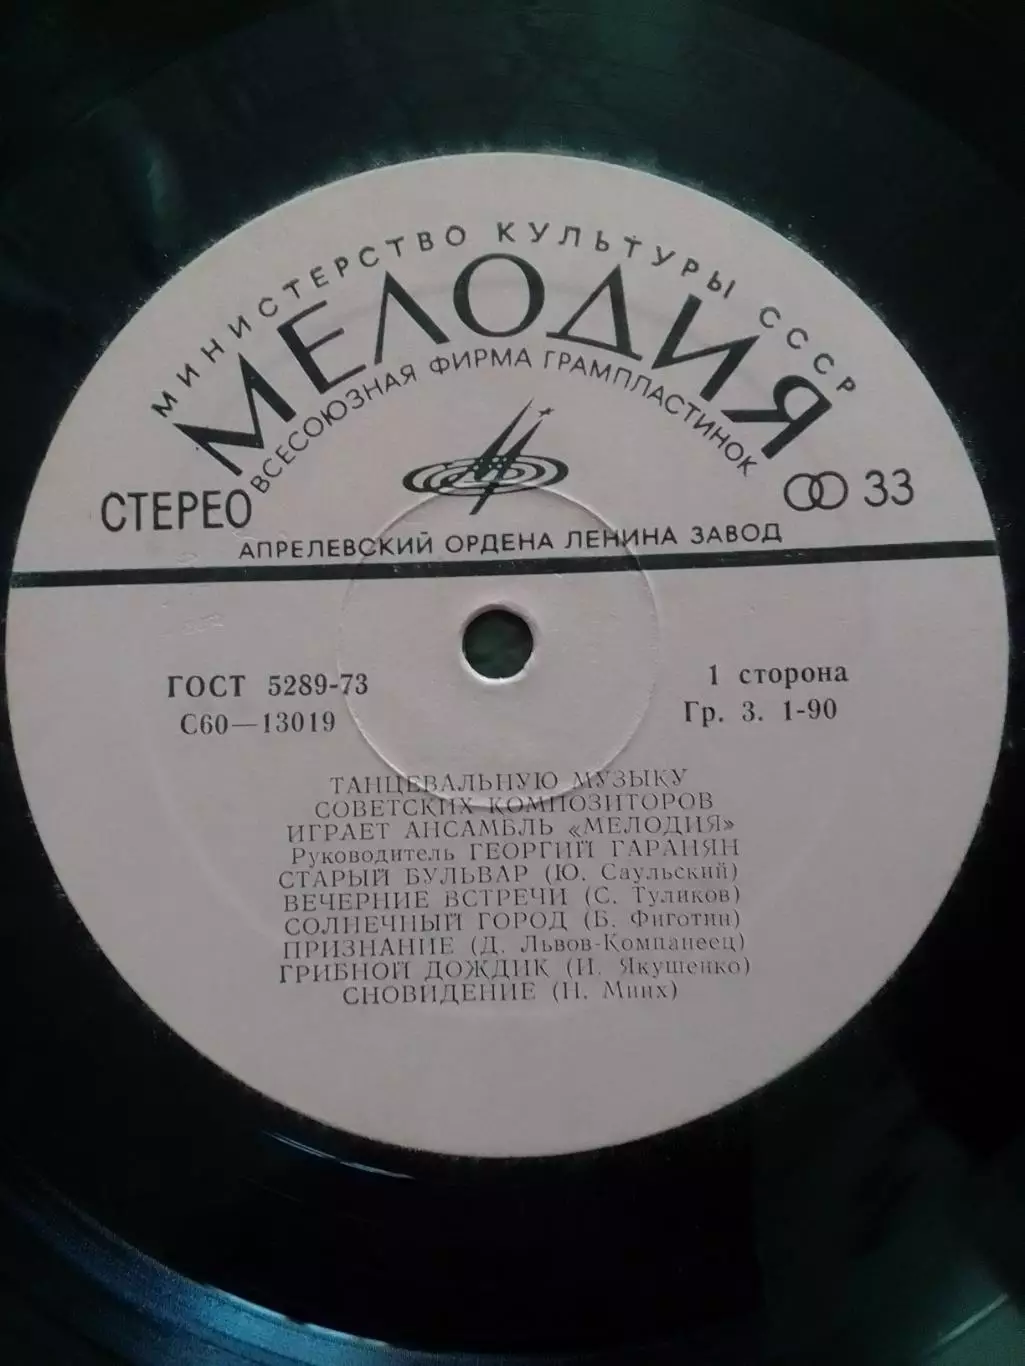 МИНИСТЕРСТВО КУЛЬТУРЫ СССР
МЕЛОДИЯ
ВСЕСОЮЗНАЯ ФИРМА ГРАМПЛАСТИНОК
СТЕРЕО
33
АПРЕЛЕВСКИЙ ОРДЕНА ЛЕНИНА ЗАВОД
ГОСТ 5289-73
1 сторона
С60—13019
Гр. 3. 1-90
ТАНЦЕВАЛЬНУЮ МУЗЫКУ
СОВЕТСКИХ КОМПОЗИТОРОВ
ИГРАЕТ АНСАМБЛЬ «МЕЛОДИЯ»
Руководитель ГЕОРГИЙ ГАРАНЯН
СТАРЫЙ БУЛЬВАР (Ю. Саульский)
ВЕЧЕРНИЕ ВСТРЕЧИ (С. Туликов)
СОЛНЕЧНЫЙ ГОРОД (Б. Фиготин)
ПРИЗНАНИЕ (Д. Львов-Компанеец)
ГРИБНОЙ ДОЖДИК (И. Якушенко)
СНОВИДЕНИЕ (Н. Минх)